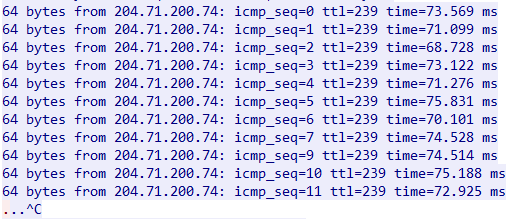 64 bytes from 204.71.200.74: icmp_seq=0 ttl=239 time=73.569 ms
64 bytes from 204.71.200.74: icmp_seq=1 ttl=239 time=71.099 ms
64 bytes from 204.71.200.74: icmp_seq=2 ttl=239 time=68.728 ms
64 bytes from 204.71.200.74: icmp_seq=3 ttl=239 time=73.122 ms
64 bytes from 204.71.200.74: icmp_seq=4 ttl=239 time=71.276 ms
64 bytes from 204.71.200.74: icmp_seq=5 ttl=239 time=75.831 ms
64 bytes from 204.71.200.74: icmp_seq=6 ttl=239 time=70.101 ms
64 bytes from 204.71.200.74: icmp_seq=7 ttl=239 time=74.528 ms
64 bytes from 204.71.200.74: icmp_seq=9 ttl=239 time=74.514 ms
64 bytes from 204.71.200.74: icmp_seq=10 ttl=239 time=75.188 ms
64 bytes from 204.71.200.74: icmp_seq=11 ttl=239 time=72.925 ms
...^C